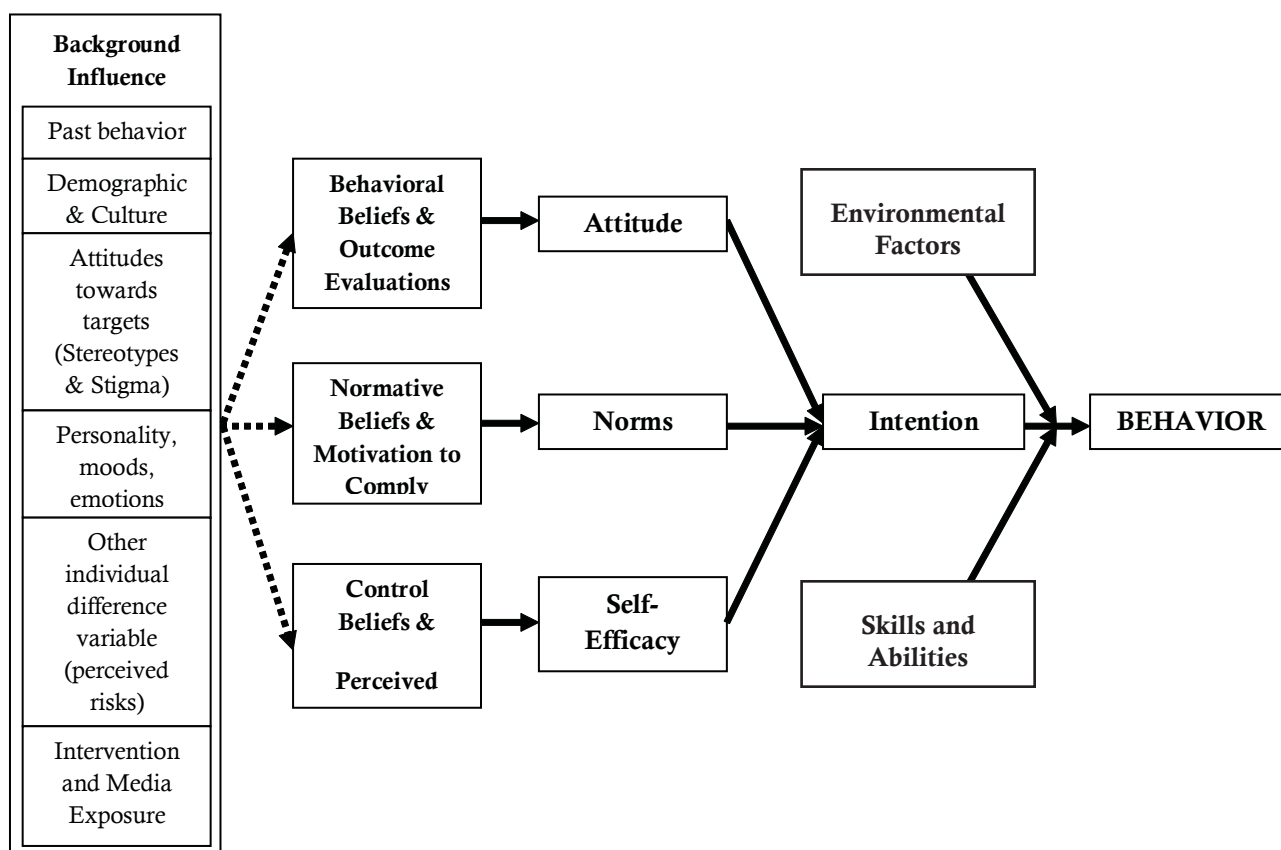 Background
Influence
Past behavior
Demographic
& Culture
Attitudes
towards
targets
(Stereotypes
& Stigma)
Personality,
moods,
emotions
Other
individual
difference
variable
(perceived
risks)
Intervention
and Media
Exposure
Behavioral
Beliefs &
Outcome
Evaluations
Normative
Beliefs &
Motivation to
Comply
Control
Beliefs &
Perceived
Attitude
Norms
Self-
Efficacy
Environmental
Factors
Intention
Skills and
Abilities
BEHAVIOR